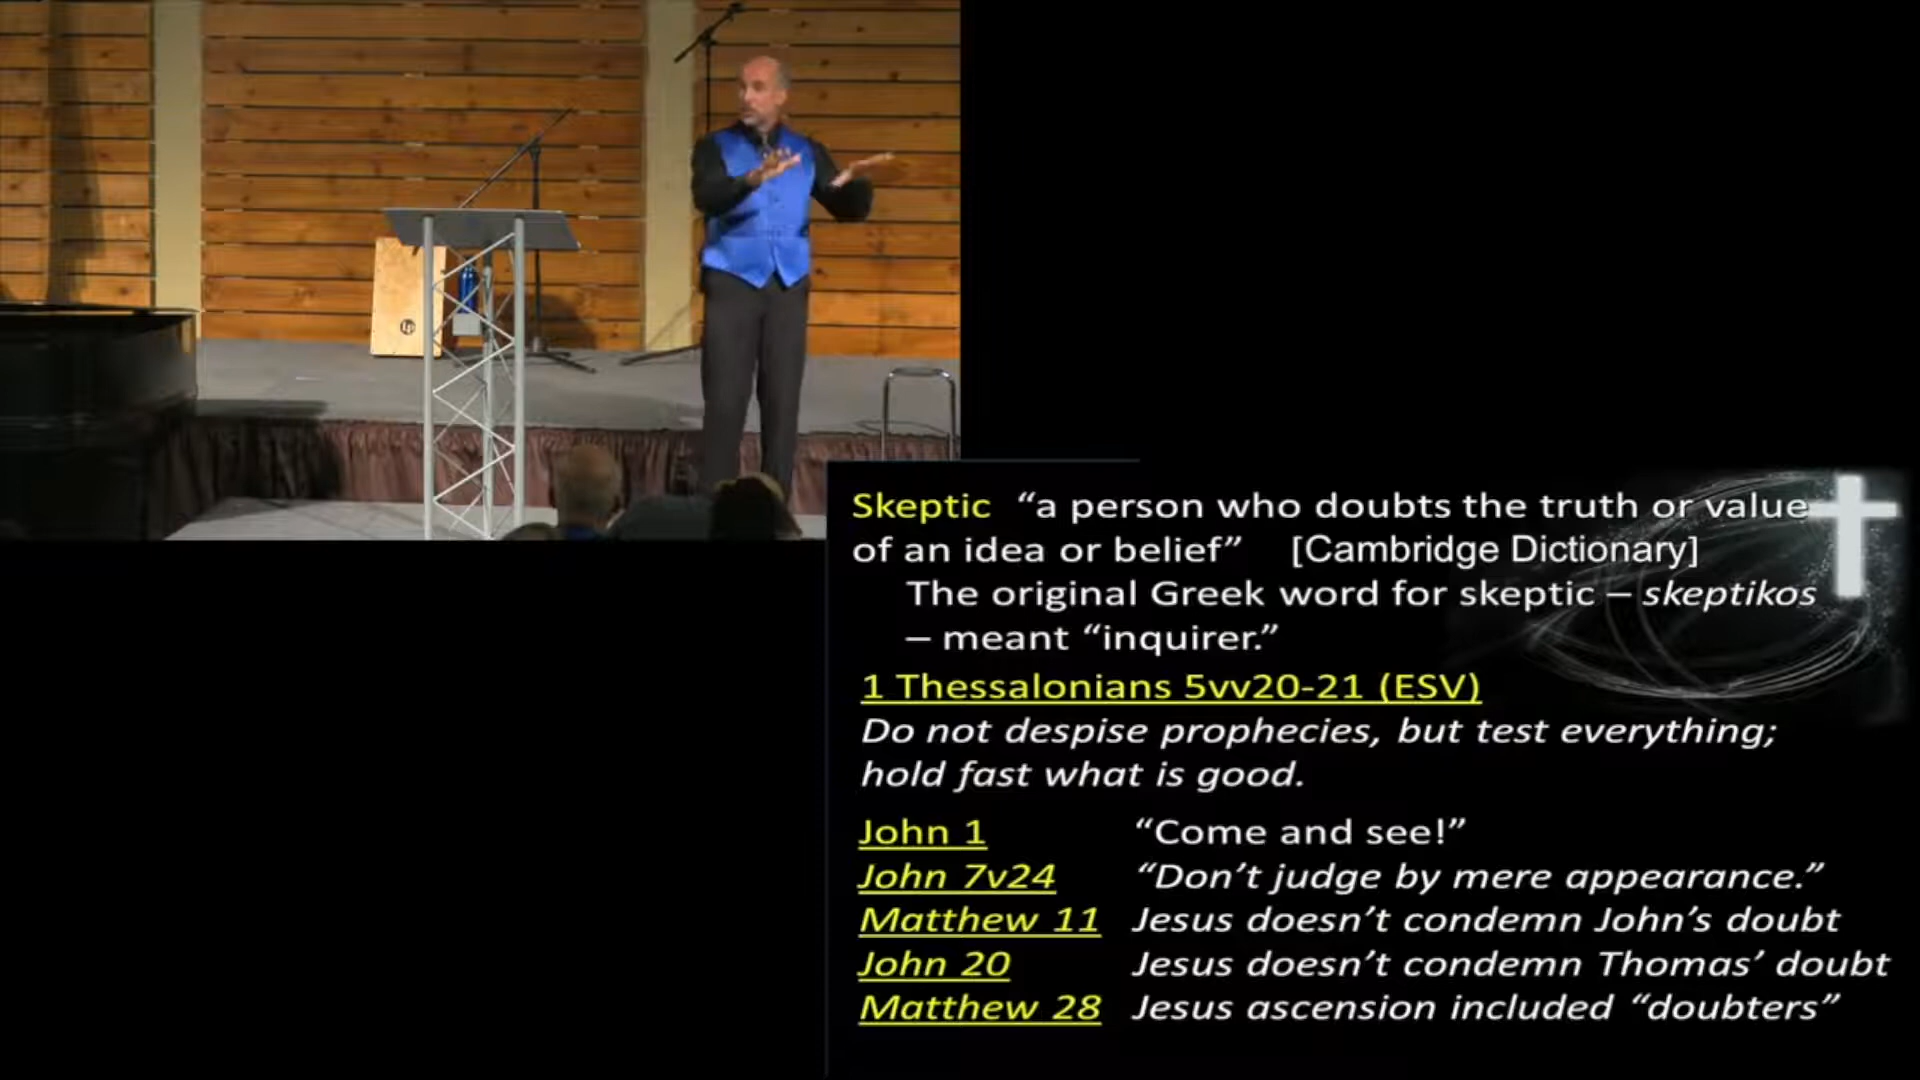 Skeptic “a person who doubts the truth or value
of an idea or belief” [Cambridge Dictionary]
The original Greek word for skeptic – skeptikos
– meant “inquirer.”
1 Thessalonians 5vv20-21 (ESV)
Do not despise prophecies, but test everything;
hold fast what is good.
John 1 “Come and see!”
John 7v24 “Don’t judge by mere appearance.”
Matthew 11 Jesus doesn’t condemn John’s doubt
John 20 Jesus doesn’t condemn Thomas’ doubt
Matthew 28 Jesus ascension included “doubters”